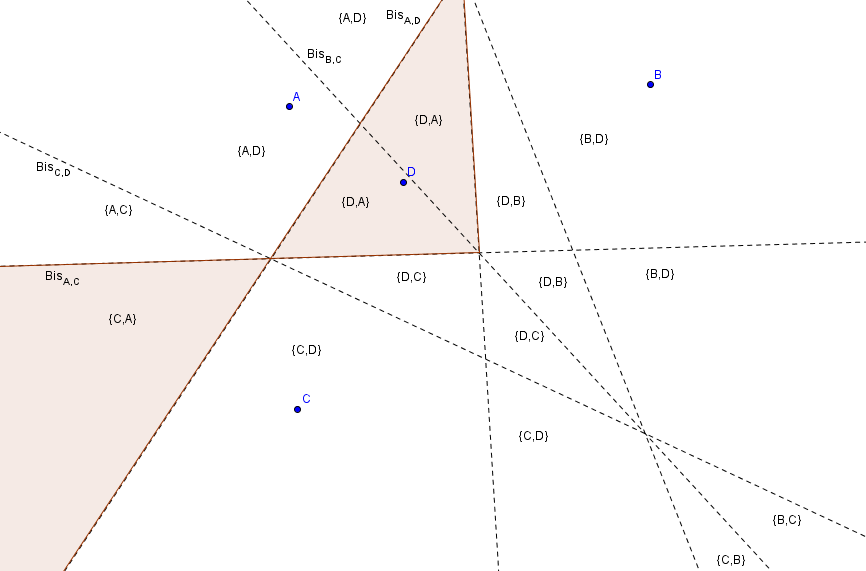 {A,D}
Bis_{A,D}
Bis_{B,C}
B
A
{D,A}
{B,D}
{A,D}
Bis_{C,D}
D
{D,A}
{D,B}
{A,C}
Bis_{A,C}
{D,C}
{D,B}
{B,D}
{C,A}
{D,C}
{C,D}
C
{C,D}
{B,C}
{C,B}